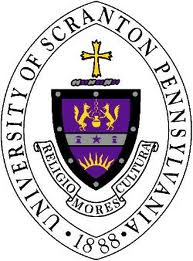 UNIVERSITY OF SCRANTON PENNSYLVANIA
· 1888 ·
RELIGIO MORES CULTURA